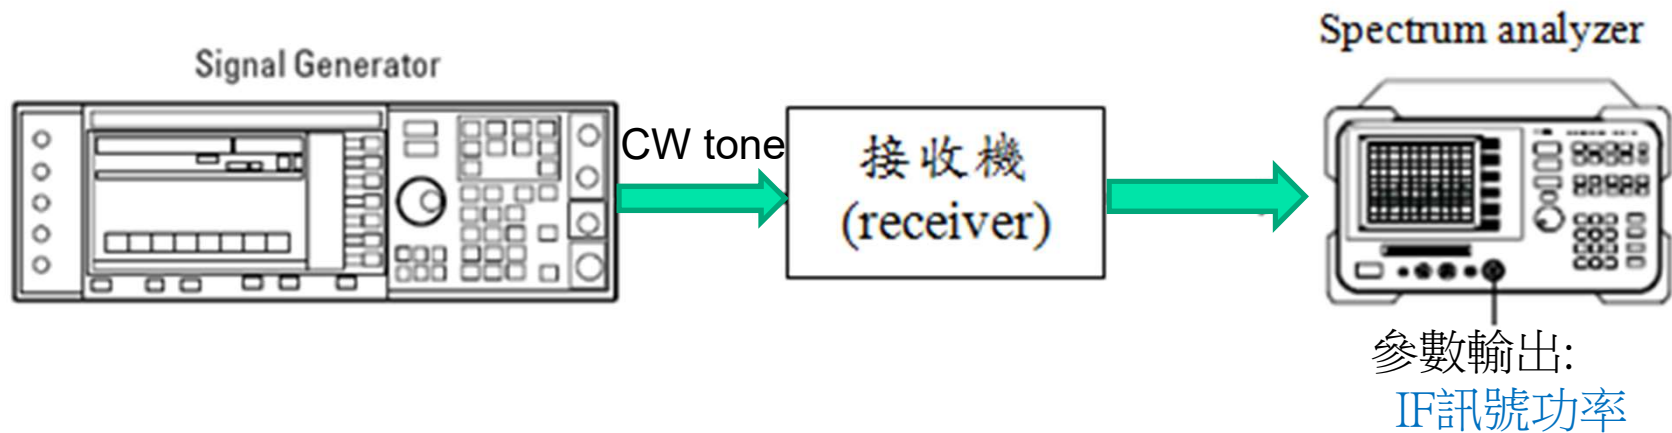 Spectrum analyzer
Signal Generator
CW tone
接收機
(receiver)
參數輸出:
IF訊號功率